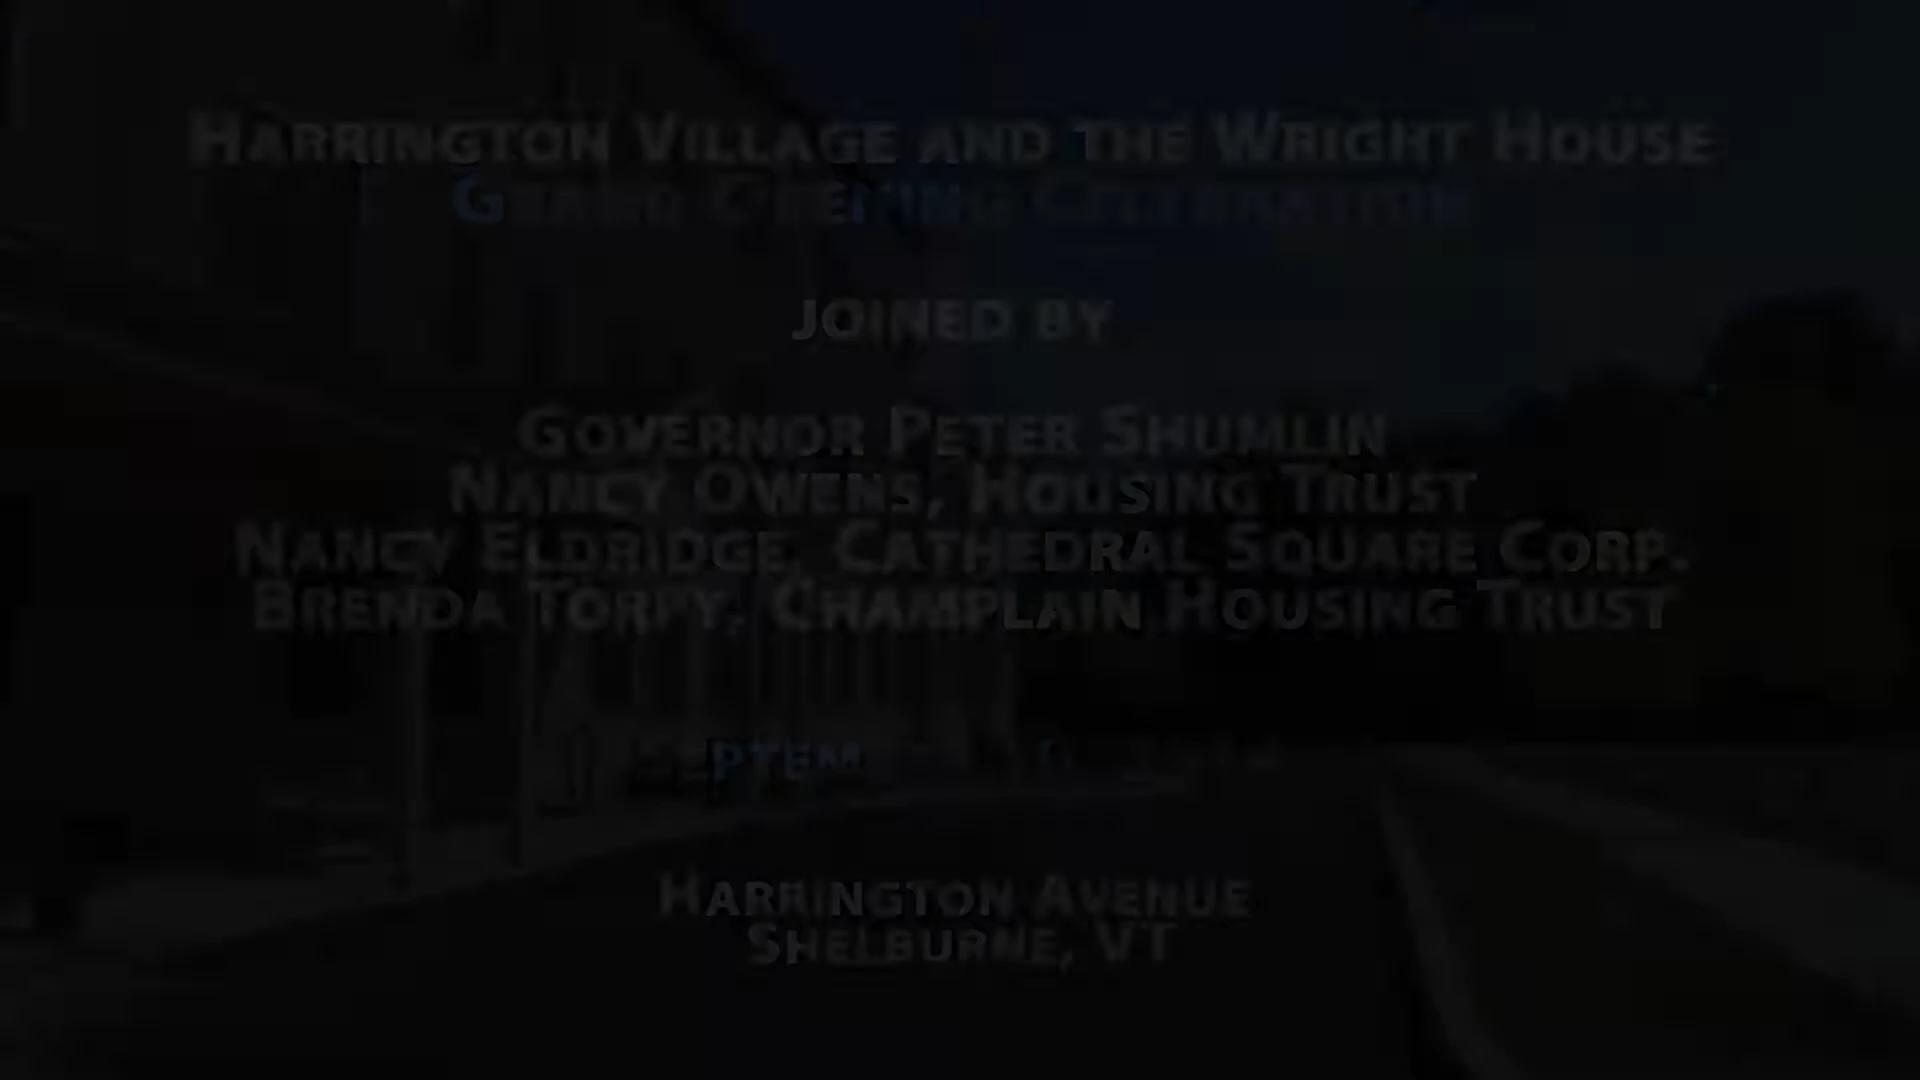 Harrington Village and the Wright House
Grand Opening Celebration
joined by
Governor Peter Shumlin
Nancy Owens, Housing Trust
Nancy Eldridge, Cathedral Square Corp.
Brenda Torpy, Champlain Housing Trust
Harrington Avenue
Shelburne, VT